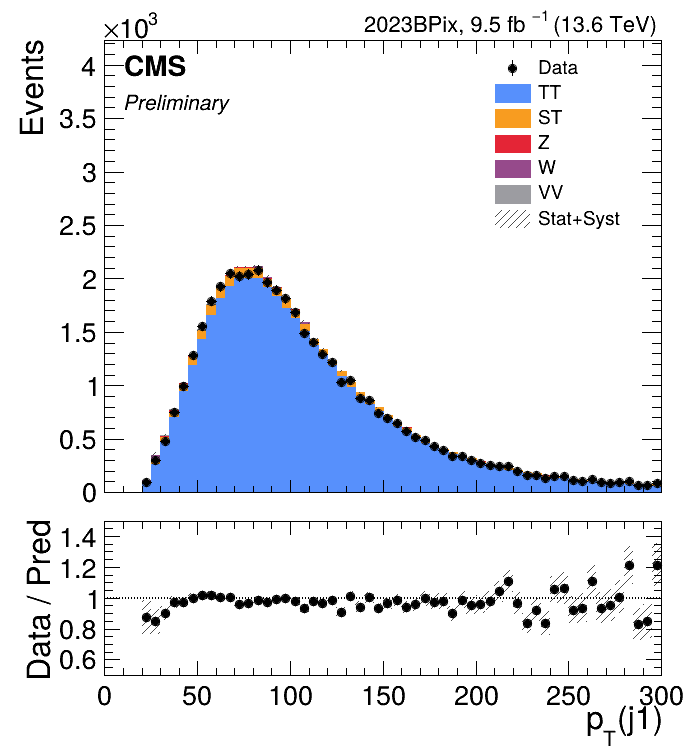 ×10³ 2023BPix, 9.5 fb ⁻¹ (13.6 TeV)
Events
CMS
Preliminary
Data
TT
ST
Z
W
VV
Stat+Syst
4
3.5
3
2.5
2
1.5
1
0.5
0
Data / Pred
1.4
1.2
1
0.8
0.6
0 50 100 150 200 250 300
p_T(j1)